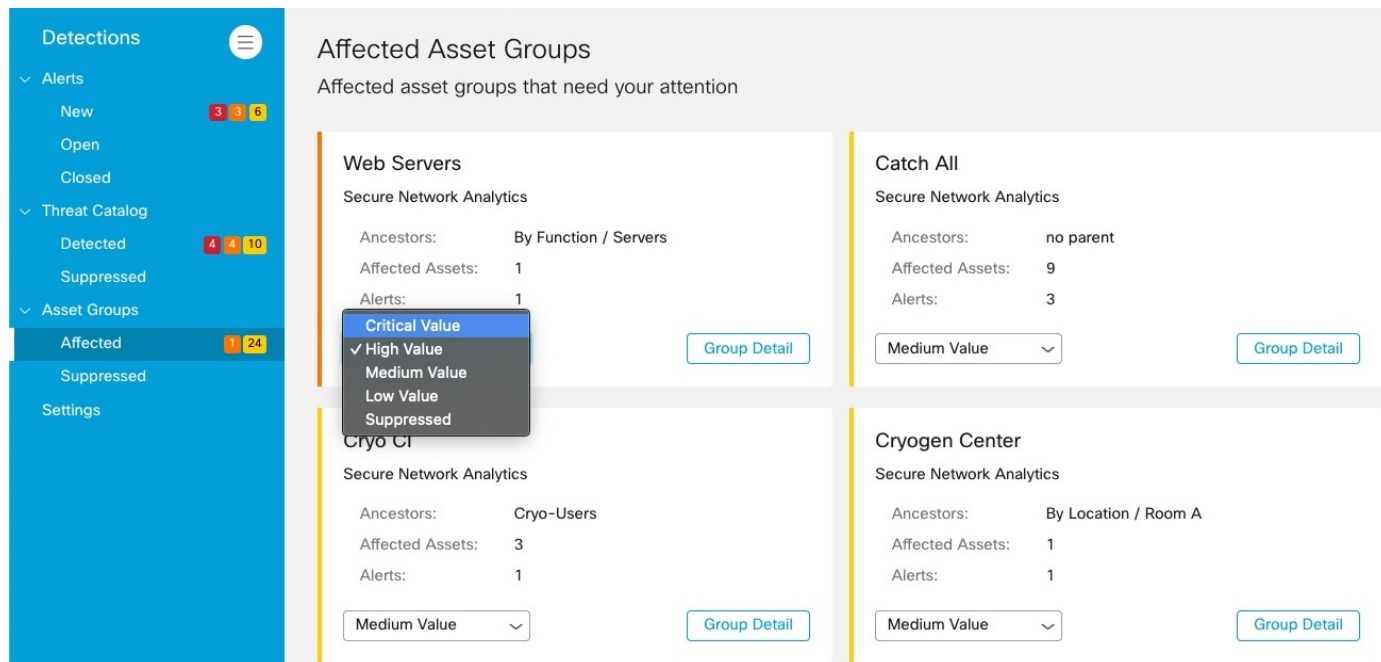 Detections
Alerts
New 3 3 6
Open
Closed
Threat Catalog
Detected 4 4 10
Suppressed
Asset Groups
Affected 1 24
Suppressed
Settings
Affected Asset Groups
Affected asset groups that need your attention
Web Servers
Secure Network Analytics
Ancestors: By Function / Servers
Affected Assets: 1
Alerts: 1
Critical Value
✓ High Value
Medium Value
Low Value
Suppressed
Group Detail
Catch All
Secure Network Analytics
Ancestors: no parent
Affected Assets: 9
Alerts: 3
Medium Value
Group Detail
Cryo CI
Secure Network Analytics
Ancestors: Cryo-Users
Affected Assets: 3
Alerts: 1
Medium Value
Group Detail
Cryogen Center
Secure Network Analytics
Ancestors: By Location / Room A
Affected Assets: 1
Alerts: 1
Medium Value
Group Detail